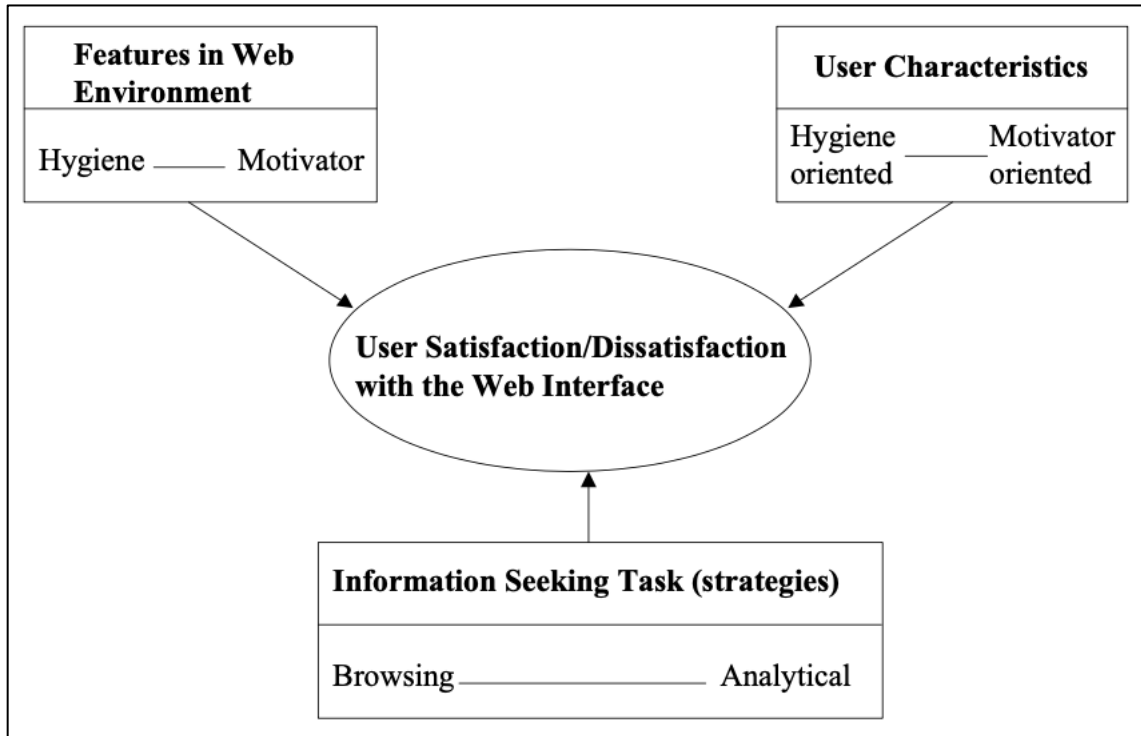 Features in Web
Environment
Hygiene Motivator
User Characteristics
Hygiene Motivator
oriented oriented
User Satisfaction/Dissatisfaction
with the Web Interface
Information Seeking Task (strategies)
Browsing Analytical